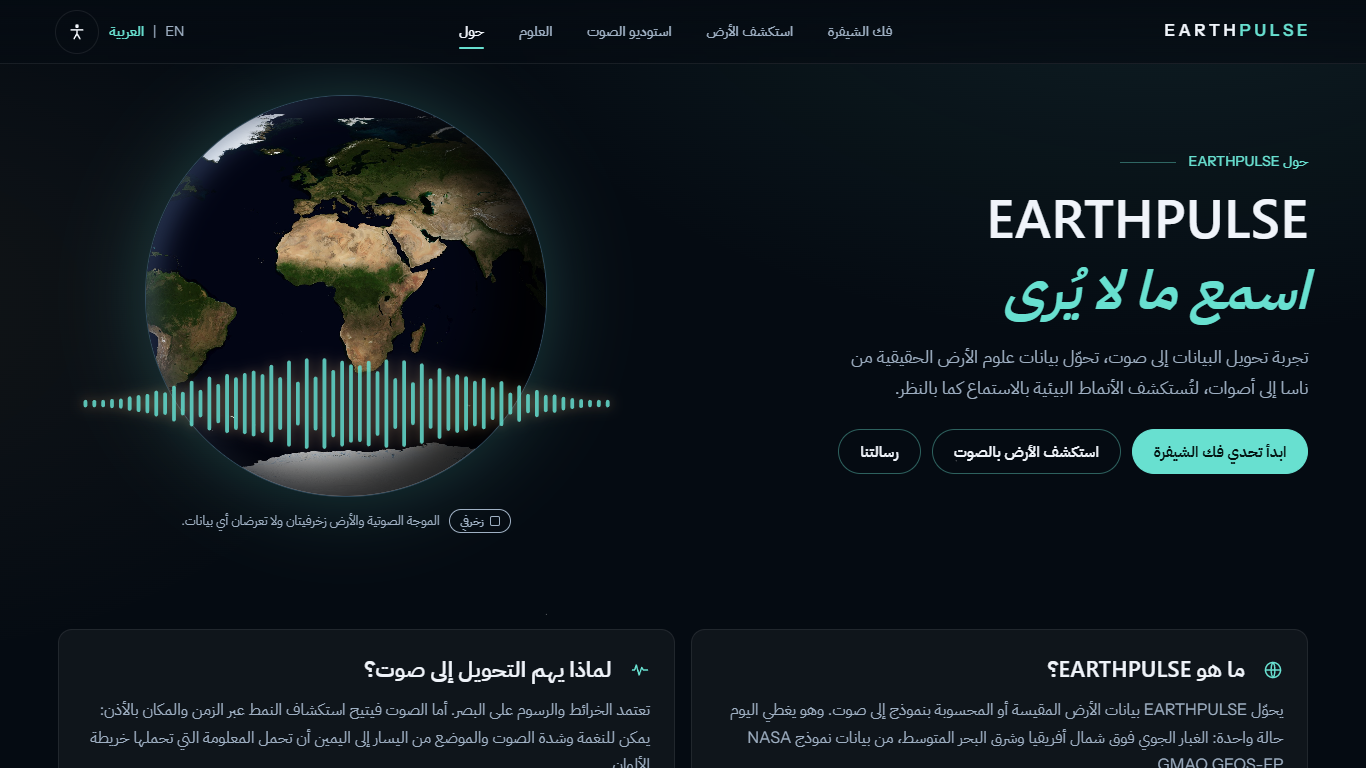 EARTHPULSE
فك الشيفرة
استكشف الأرض
استوديو الصوت
العلوم
حول
EN | العربية
حول EARTHPULSE
EARTHPULSE
اسمع ما لا يُرى
تجربة تحويل البيانات إلى صوت، تحوّل بيانات علوم الأرض الحقيقية من
ناسا إلى أصوات، لتُستكشف الأنماط البيئية بالاستماع كما بالنظر.
ابدأ تحدي فك الشيفرة
استكشف الأرض بالصوت
رسالتنا
زخرفي
الموجة الصوتية والأرض زخرفيتان ولا تعرضان أي بيانات.
ما هو EARTHPULSE؟
يحوّل EARTHPULSE بيانات الأرض المقيسة أو المحسوبة بنموذج إلى صوت. وهو يغطي اليوم
حالة واحدة: الغبار الجوي فوق شمال أفريقيا وشرق البحر المتوسط، من بيانات نموذج NASA
GMAO GEOS-FP
لماذا يهم التحويل إلى صوت؟
تعتمد الخرائط والرسوم على البصر. أما الصوت فيتيح استكشاف النمط عبر الزمن والمكان بالأذن:
يمكن للنغمة وشدة الصوت والموضع من اليسار إلى اليمين أن تحمل المعلومة التي تحملها خريطة
الألوان